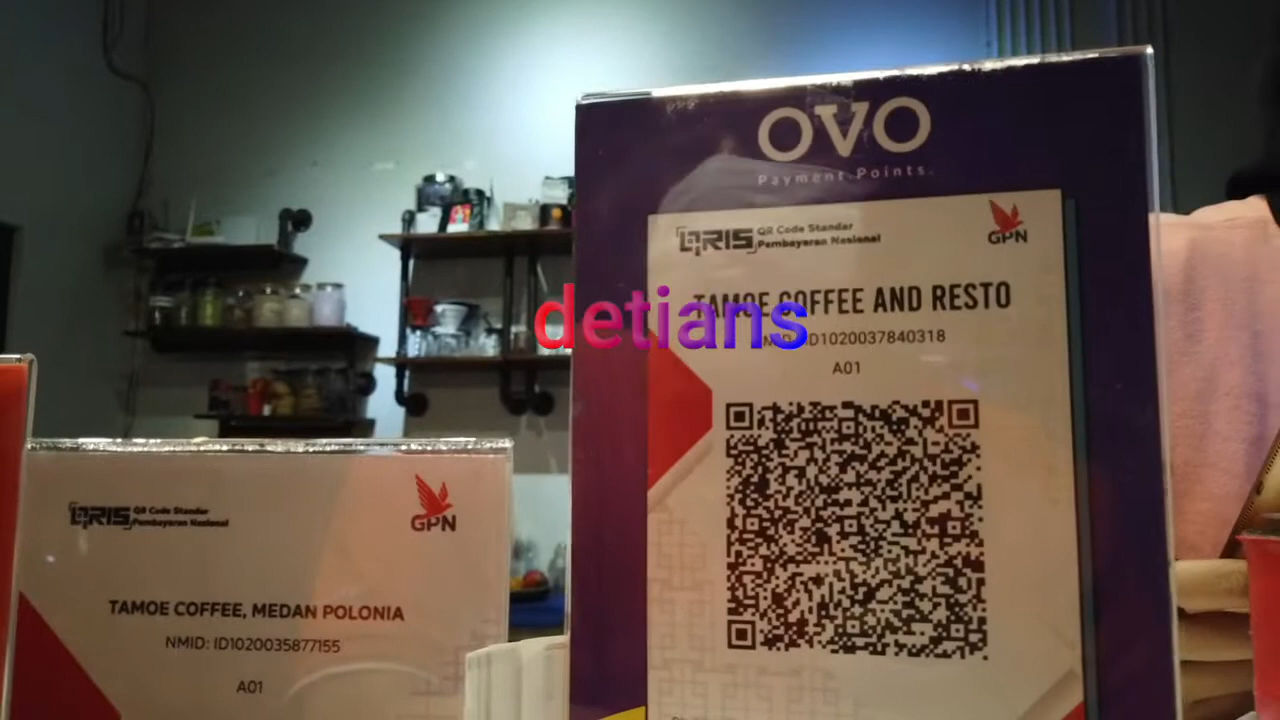 OVO
Payment Points.
QRIS QR Code Standar
Pembayaran Nasional
GPN
TAMOE COFFEE AND RESTO
NMID: ID1020037840318
A01
detians
QRIS QR Code Standar
Pembayaran Nasional
GPN
TAMOE COFFEE, MEDAN POLONIA
NMID: ID1020035877155
A01